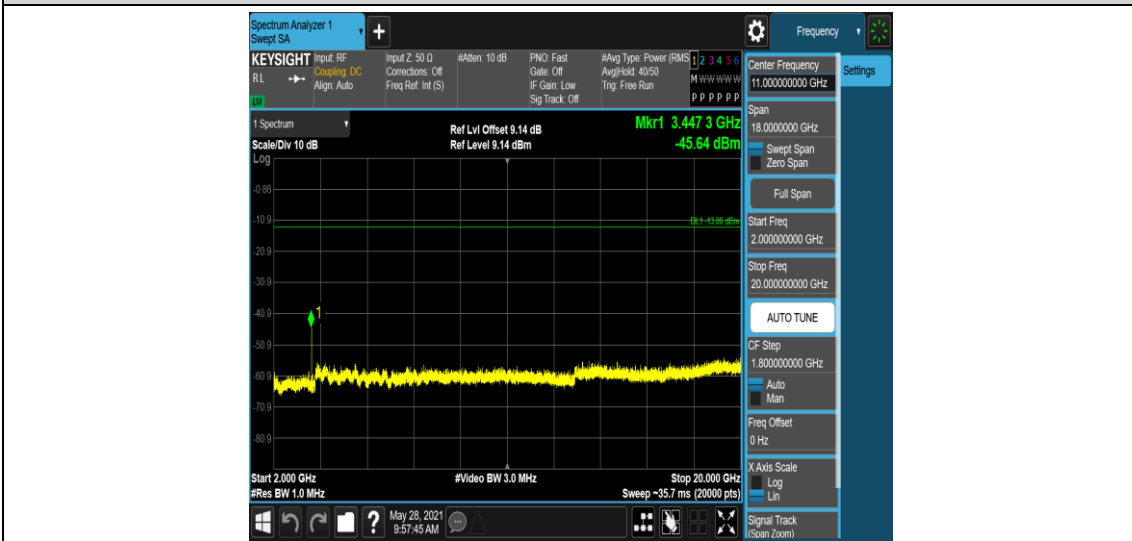 Spectrum Analyzer 1
Swept SA
+
Frequency
KEYSIGHT Input: RF
RL
Coupling: DC
Align: Auto
LXI
Input Z: 50 Ω
Corrections: Off
Freq Ref: Int (S)
#Atten: 10 dB
PNO: Fast
Gate: Off
IF Gain: Low
Sig Track: Off
#Avg Type: Power (RMS
Avg|Hold: 40/50
Trig: Free Run
1 2 3 4 5 6
M W W W W W
P P P P P P
Center Frequency
11.000000000 GHz
Settings
Span
18.0000000 GHz
Swept Span
Zero Span
Full Span
Start Freq
2.000000000 GHz
Stop Freq
20.000000000 GHz
AUTO TUNE
CF Step
1.800000000 GHz
Auto
Man
Freq Offset
0 Hz
X Axis Scale
Log
Lin
Signal Track
(Span Zoom)
1 Spectrum
Scale/Div 10 dB
Log
Ref Lvl Offset 9.14 dB
Ref Level 9.14 dBm
Mkr1 3.447 3 GHz
-45.64 dBm
-0.86
-10.9
DL1 -13.00 dBm
-20.9
-30.9
-40.9
1
-50.9
-60.9
-70.9
-80.9
Start 2.000 GHz
#Res BW 1.0 MHz
#Video BW 3.0 MHz
Stop 20.000 GHz
Sweep ~35.7 ms (20000 pts)
?
May 28, 2021
9:57:45 AM